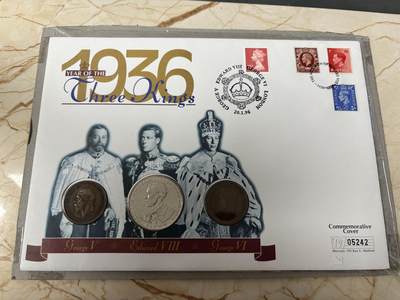 1936
YEAR OF THE
Three Kings
GEORGE V EDWARD VIII GEORGE VI LONDON
20.1.96
George V
Edward VIII
George VI
Commemorative
Cover
05242